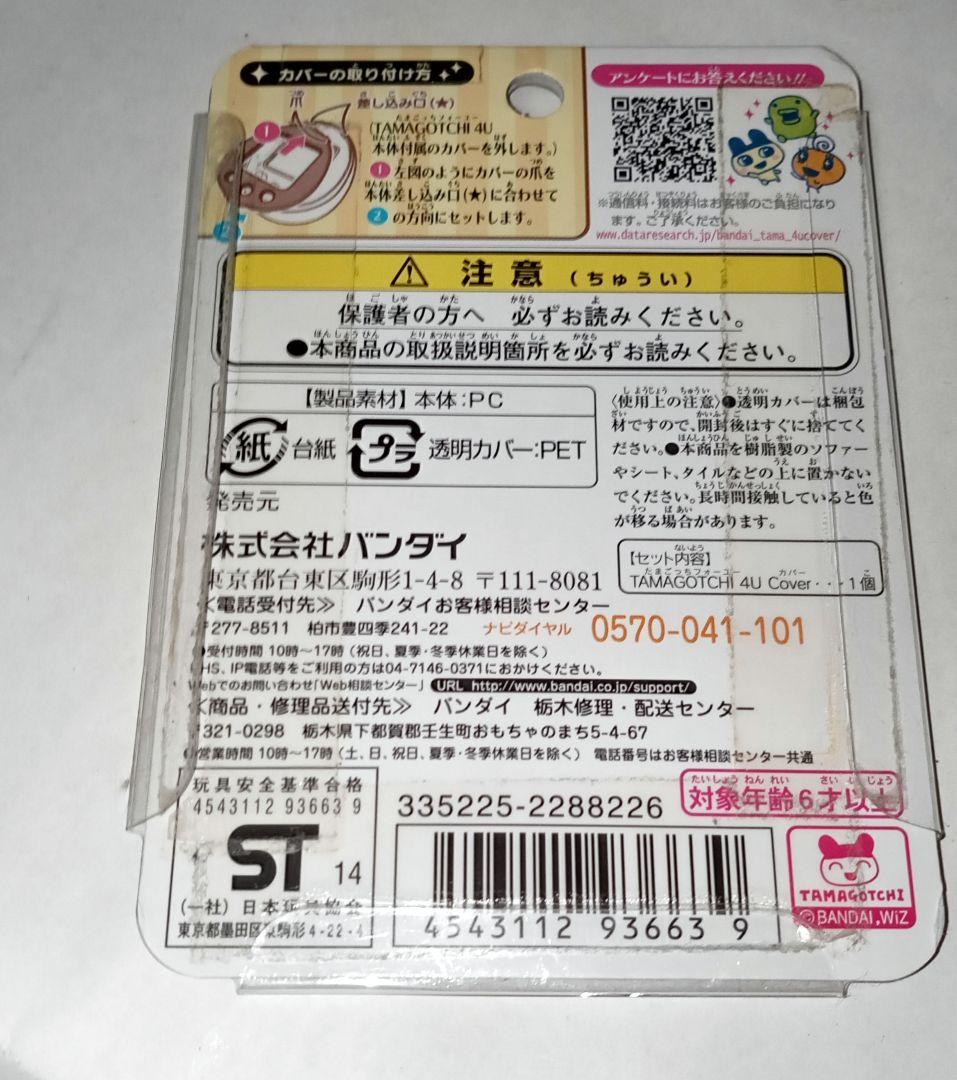 カバーの取り付け方
爪 差し込み口(★)
(TAMAGOTCHI 4U
本体付属のカバーを外します。)
1 左図のようにカバーの爪を
本体差し込み口(★)に合わせて
2 の方向にセットします。
1
2
アンケートにお答えください!!
※通信料・接続料はお客様のご負担になり
ます。ご了承ください。
www.dataresearch.jp/bandai_tama_4ucover/
注意 (ちゅうい)
保護者の方へ 必ずお読みください。
●本商品の取扱説明箇所を必ずお読みください。
【製品素材】本体:PC
紙 台紙 プラ 透明カバー:PET
〈使用上の注意〉●透明カバーは梱包
材ですので、開封後はすぐに捨ててく
ださい。●本商品を樹脂製のソファー
やシート、タイルなどの上に置かない
でください。長時間接触していると色
が移る場合があります。
【セット内容】
TAMAGOTCHI 4U Cover・・・1個
発売元
株式会社バンダイ
東京都台東区駒形1-4-8 〒111-8081
≪電話受付先≫ バンダイお客様相談センター
〒277-8511 柏市豊四季241-22 ナビダイヤル 0570-041-101
●受付時間 10時〜17時(祝日、夏季・冬季休業日を除く)
PHS、IP電話等をご利用の方は04-7146-0371におかけください。
Webでのお問い合わせ「Web相談センター」 URL http://www.bandai.co.jp/support/
≪商品・修理品送付先≫ バンダイ 栃木修理・配送センター
〒321-0298 栃木県下都賀郡壬生町おもちゃのまち5-4-67
●営業時間 10時〜17時(土、日、祝日、夏季・冬季休業日を除く) 電話番号はお客様相談センター共通
玩具安全基準合格
4543112 93663 9
ST 14
(一社)日本玩具協会
東京都墨田区東駒形4-22-4
335225-2288226
4543112 93663 9
対象年齢6才以上
TAMAGOTCHI
©BANDAI,WiZ